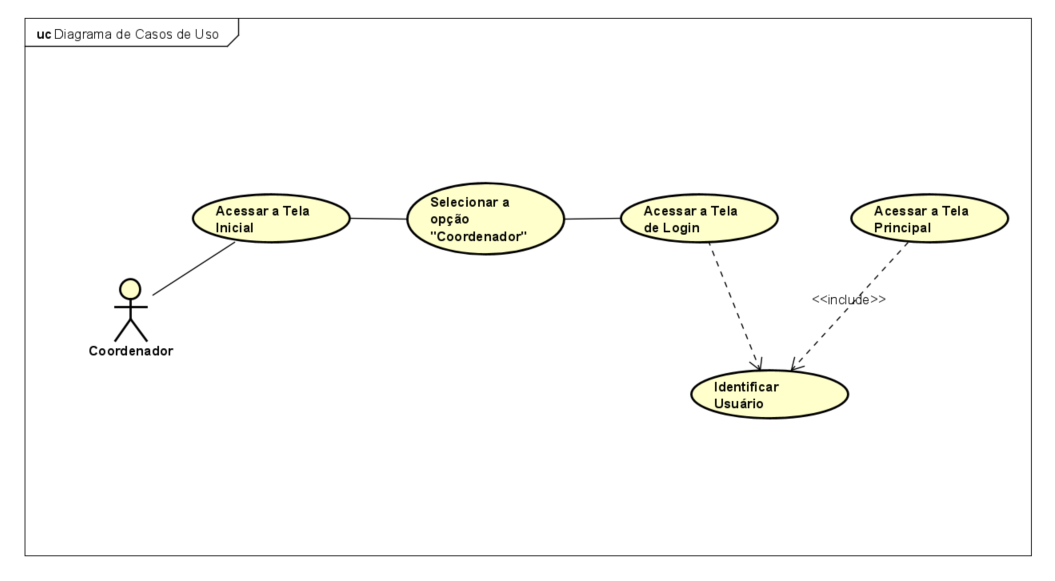 uc Diagrama de Casos de Uso
Acessar a Tela
Inicial
Selecionar a
opção
"Coordenador"
Acessar a Tela
de Login
Acessar a Tela
Principal
<<include>>
Coordenador
Identificar
Usuário